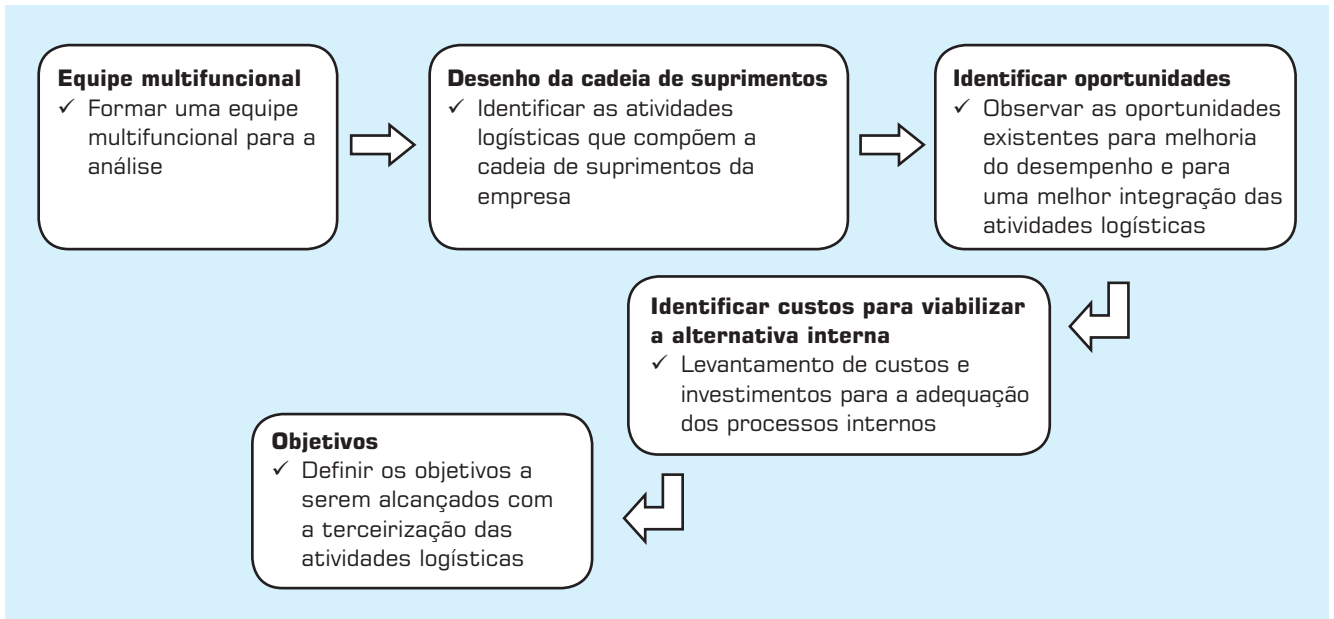 Equipe multifuncional
✓ Formar uma equipe
multifuncional para a
análise
Desenho da cadeia de suprimentos
✓ Identificar as atividades
logísticas que compõem a
cadeia de suprimentos da
empresa
Identificar oportunidades
✓ Observar as oportunidades
existentes para melhoria
do desempenho e para
uma melhor integração das
atividades logísticas
Identificar custos para viabilizar
a alternativa interna
✓ Levantamento de custos e
investimentos para a adequação
dos processos internos
Objetivos
✓ Definir os objetivos a
serem alcançados com
a terceirização das
atividades logísticas